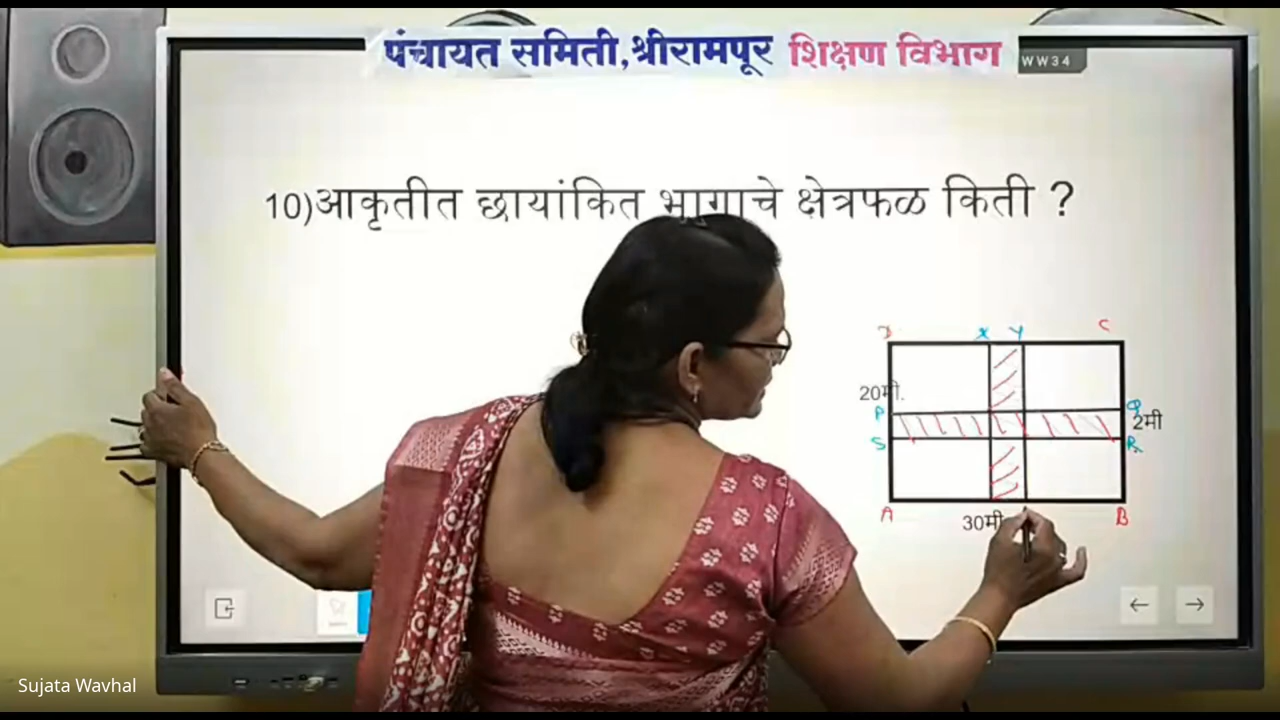 पंचायत समिती,श्रीरामपूर शिक्षण विभाग
WW34
10)आकृतीत छायांकित भागाचे क्षेत्रफळ किती ?
X Y C
20मी.
P Q
2मी
S R
A B
30मी
Sujata Wavhal